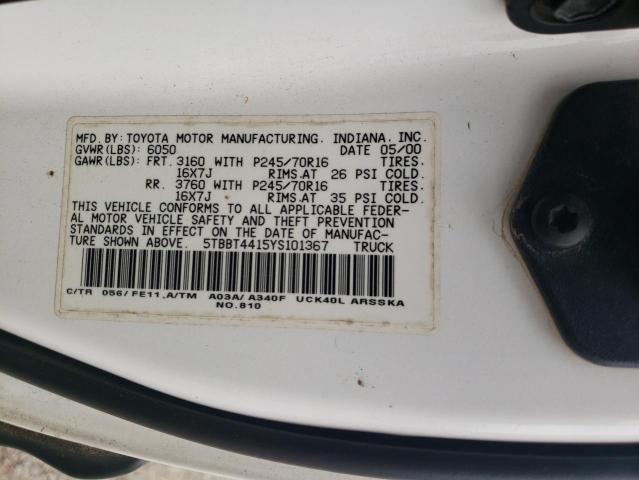 MFD. BY: TOYOTA MOTOR MANUFACTURING. INDIANA, INC.
GVWR(LBS): 6050 DATE 05/00
GAWR(LBS): FRT. 3160 WITH P245/70R16 TIRES.
16X7J RIMS.AT 26 PSI COLD.
RR. 3760 WITH P245/70R16 TIRES.
16X7J RIMS.AT 35 PSI COLD.
THIS VEHICLE CONFORMS TO ALL APPLICABLE FEDER-
AL MOTOR VEHICLE SAFETY AND THEFT PREVENTION
STANDARDS IN EFFECT ON THE DATE OF MANUFAC-
TURE SHOWN ABOVE. 5TBBT4415YS101367 TRUCK
C/TR 056/FE11.A/TM A03A/A340F UCK40L ARSSKA
NO.810